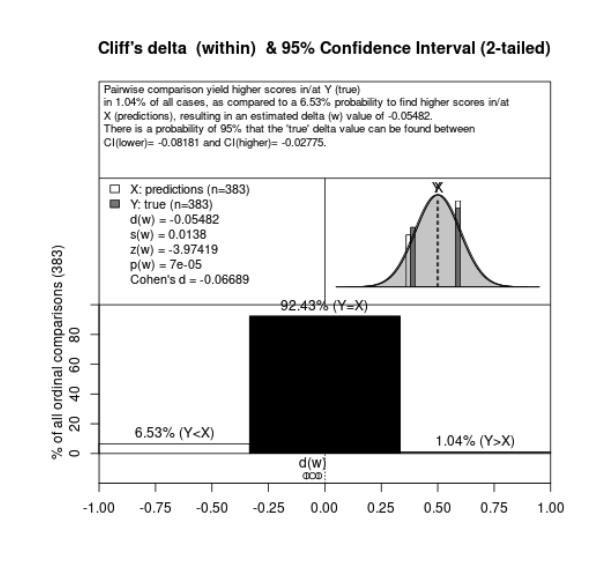 Cliff's delta  (within)  & 95% Confidence Interval (2-tailed)
Pairwise comparison yield higher scores in/at Y (true)
in 1.04% of all cases, as compared to a 6.53% probability to find higher scores in/at
X (predictions), resulting in an estimated delta (w) value of -0.05482.
There is a probability of 95% that the 'true' delta value can be found between
CI(lower)= -0.08181 and CI(higher)= -0.02775.
X: predictions (n=383)
Y: true (n=383)
d(w) = -0.05482
s(w) = 0.0138
z(w) = -3.97419
p(w) = 7e-05
Cohen's d = -0.06689
% of all ordinal comparisons (383)
92.43% (Y=X)
80
60
40
20
0
6.53% (Y<X)
1.04% (Y>X)
d(w)
-1.00 -0.75 -0.50 -0.25 0.00 0.25 0.50 0.75 1.00